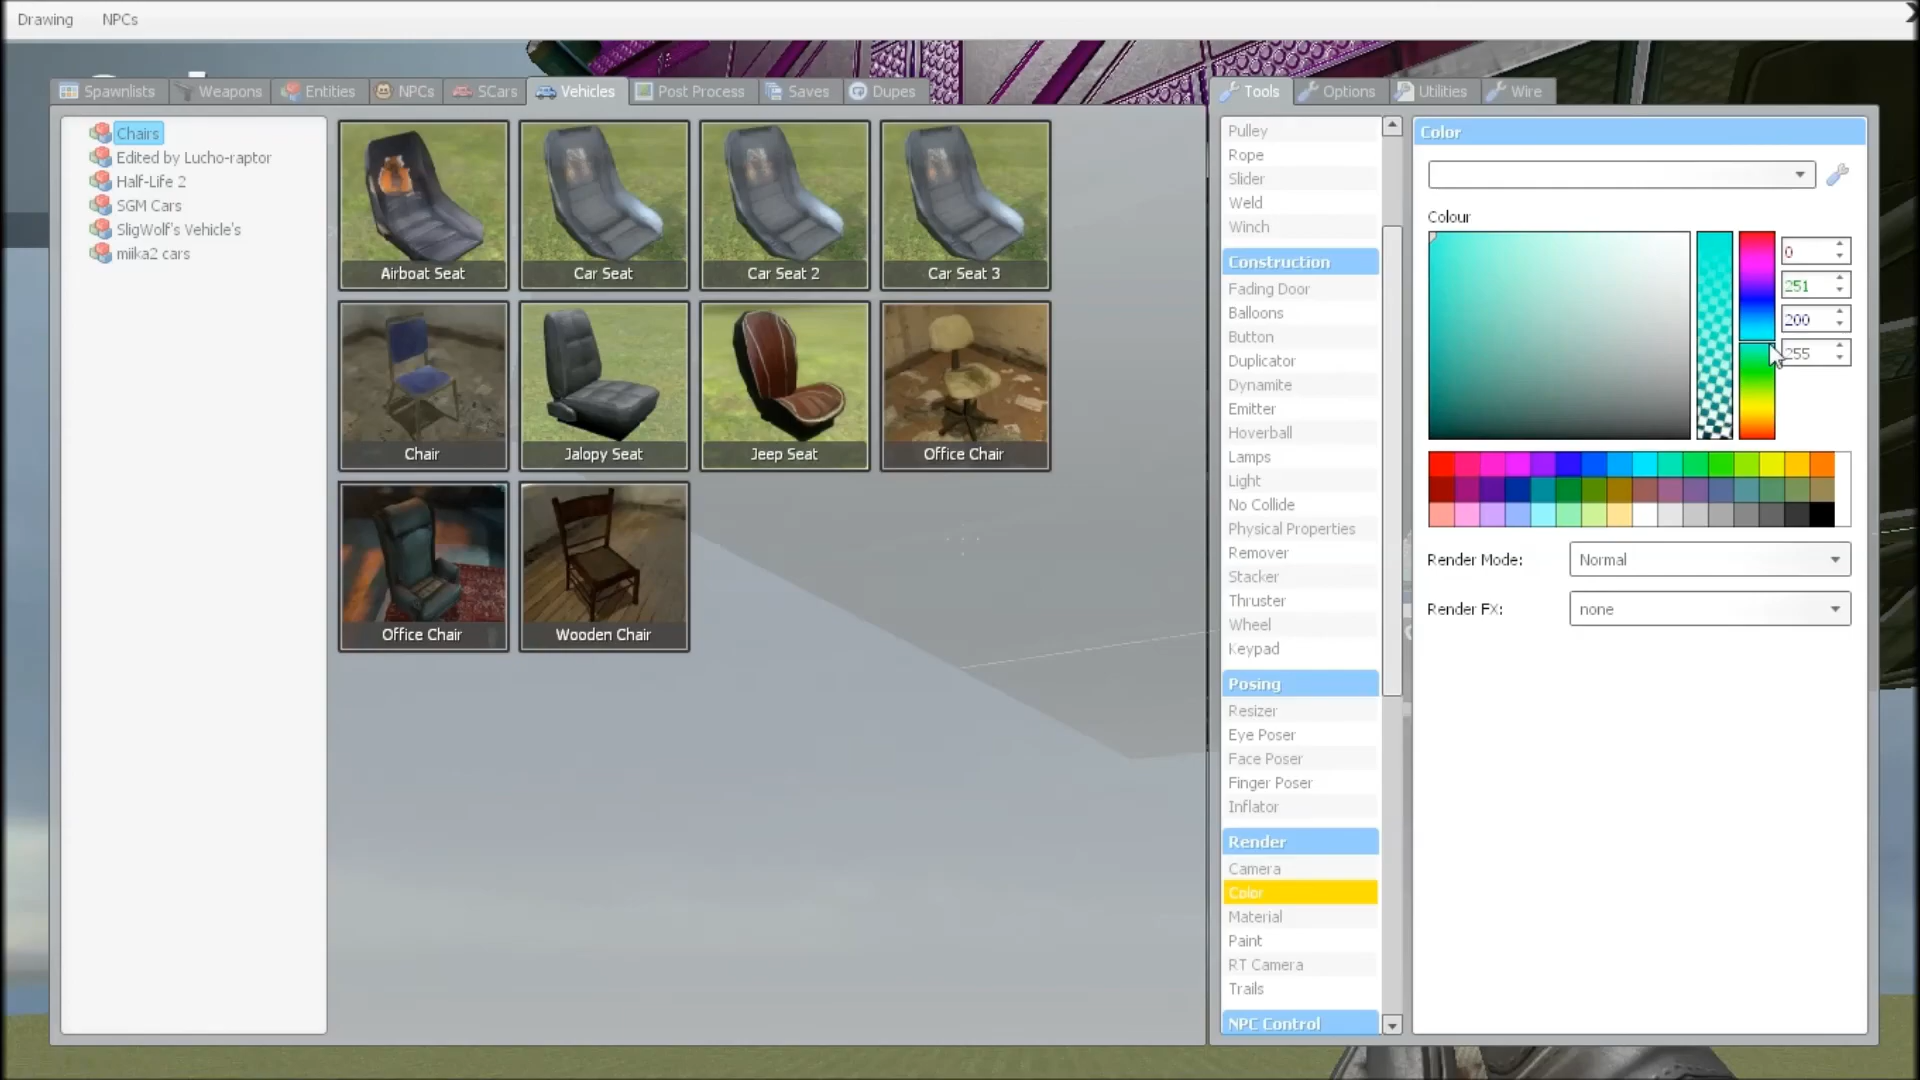 Drawing NPCs
Spawnlists Weapons Entities NPCs SCars Vehicles Post Process Saves Dupes
Tools Options Utilities Wire
Chairs
Edited by Lucho-raptor
Half-Life 2
SGM Cars
SligWolf's Vehicle's
miika2 cars
Airboat Seat
Car Seat
Car Seat 2
Car Seat 3
Chair
Jalopy Seat
Jeep Seat
Office Chair
Office Chair
Wooden Chair
Pulley
Rope
Slider
Weld
Winch
Construction
Fading Door
Balloons
Button
Duplicator
Dynamite
Emitter
Hoverball
Lamps
Light
No Collide
Physical Properties
Remover
Stacker
Thruster
Wheel
Keypad
Posing
Resizer
Eye Poser
Face Poser
Finger Poser
Inflator
Render
Camera
Color
Material
Paint
RT Camera
Trails
NPC Control
Color
Colour
0
251
200
255
Render Mode: Normal
Render FX: none